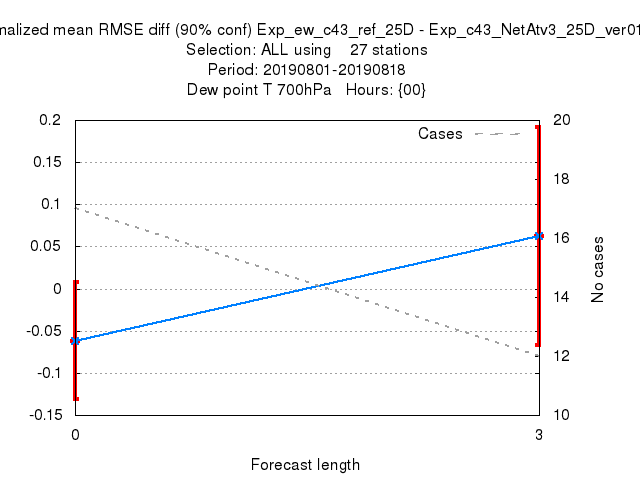 malized mean RMSE diff (90% conf) Exp_ew_c43_ref_25D - Exp_c43_NetAtv3_25D_ver01
Selection: ALL using 27 stations
Period: 20190801-20190818
Dew point T 700hPa Hours: {00}
Cases
0.2
0.15
0.1
0.05
0
-0.05
-0.1
-0.15
20
18
16
14
12
10
No cases
0 3
Forecast length